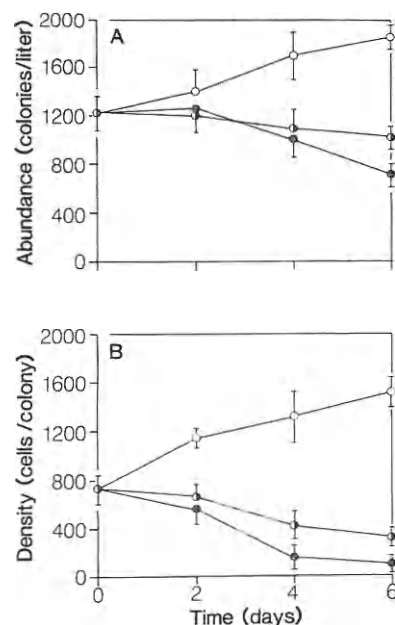 A
2000
1600
1200
800
400
0
Abundance (colonies/liter)
B
2000
1600
1200
800
400
0
Density (cells/colony)
0 2 4 6
Time (days)